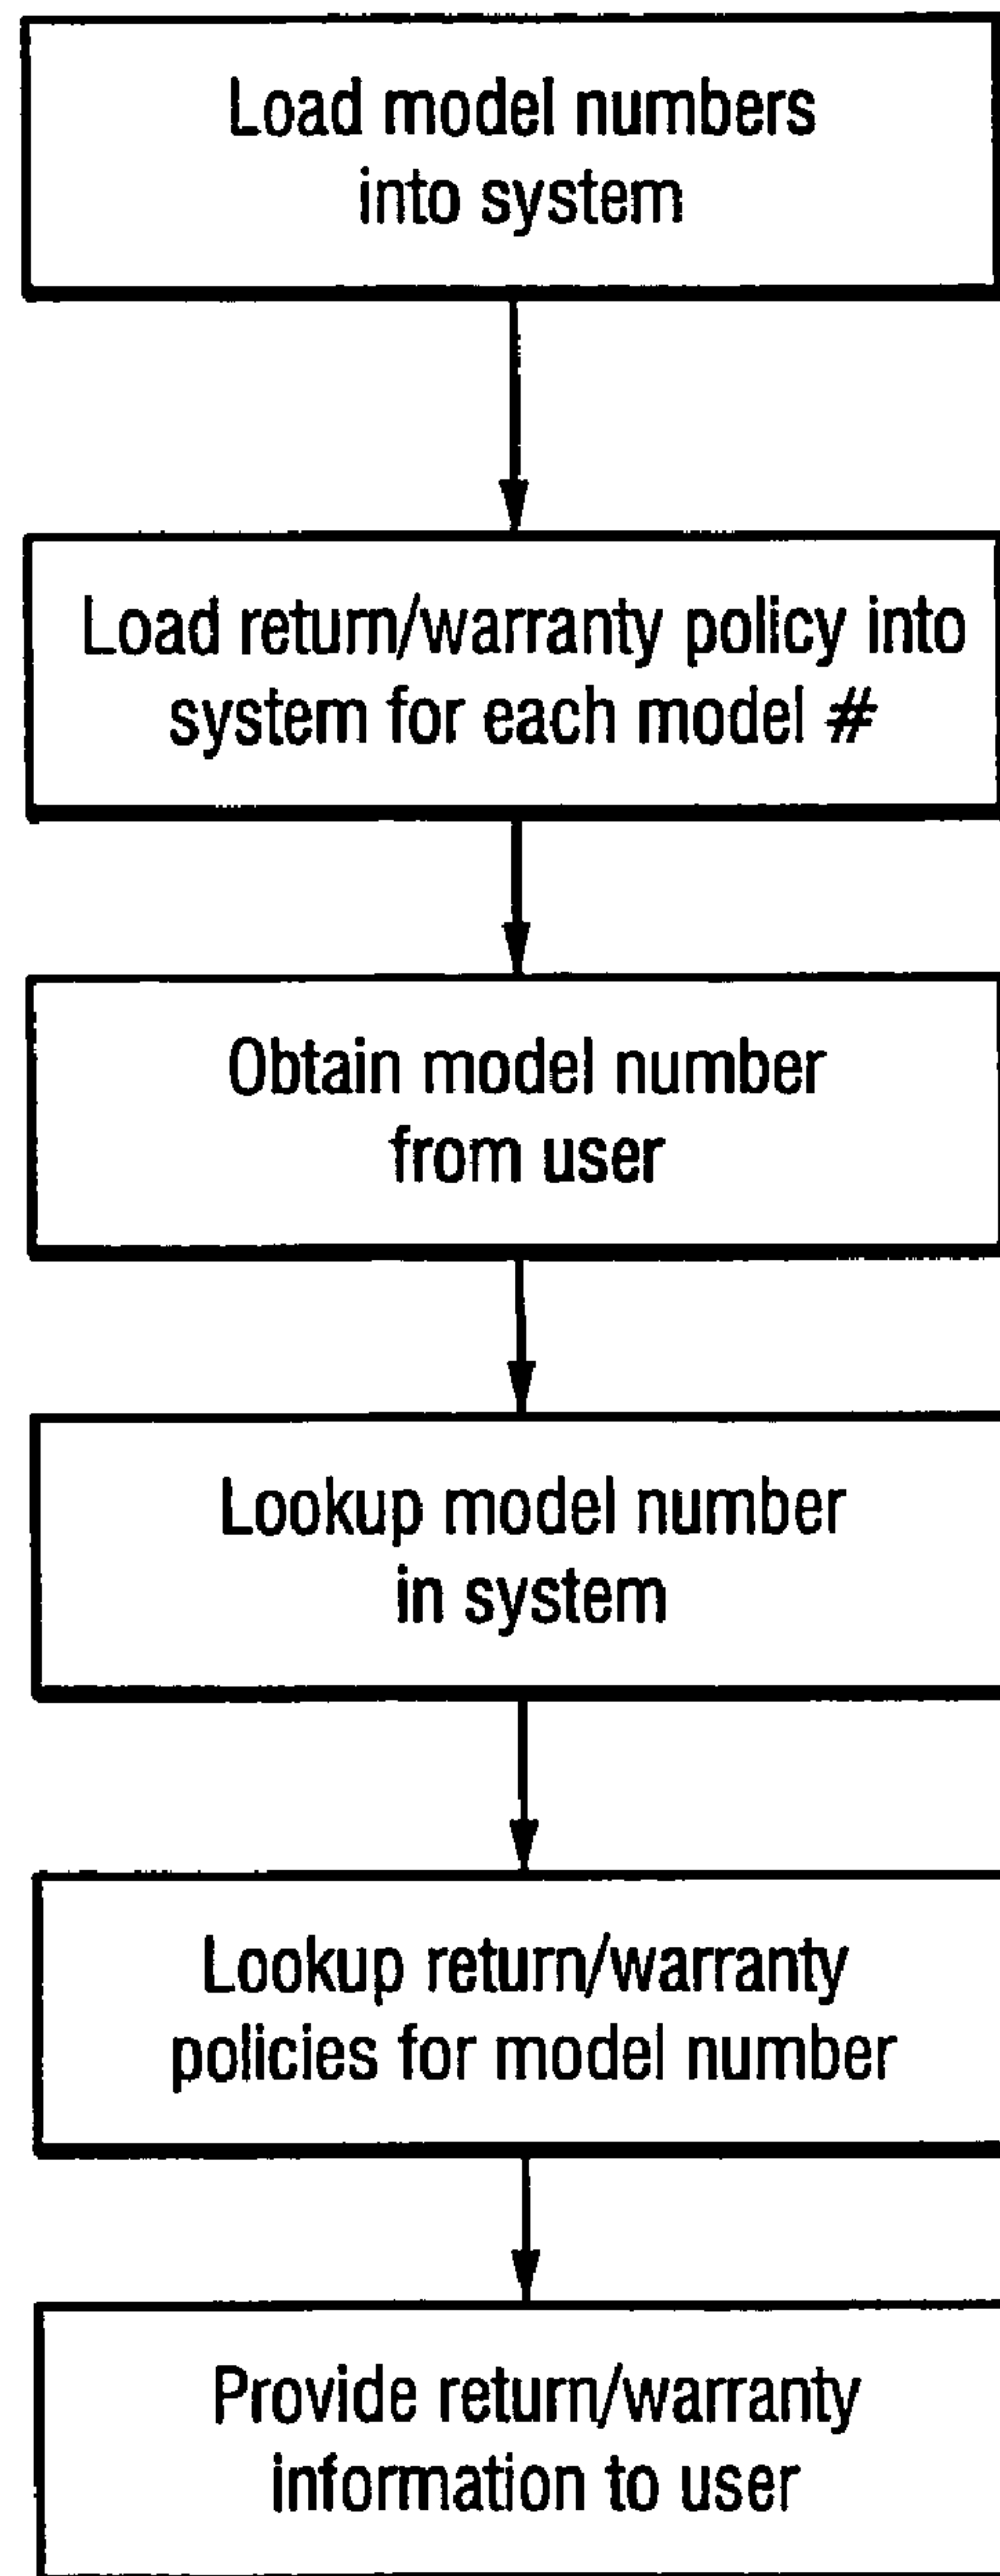 Load model numbers
into system
Load return/warranty policy into
system for each model #
Obtain model number
from user
Lookup model number
in system
Lookup return/warranty
policies for model number
Provide return/warranty
information to user